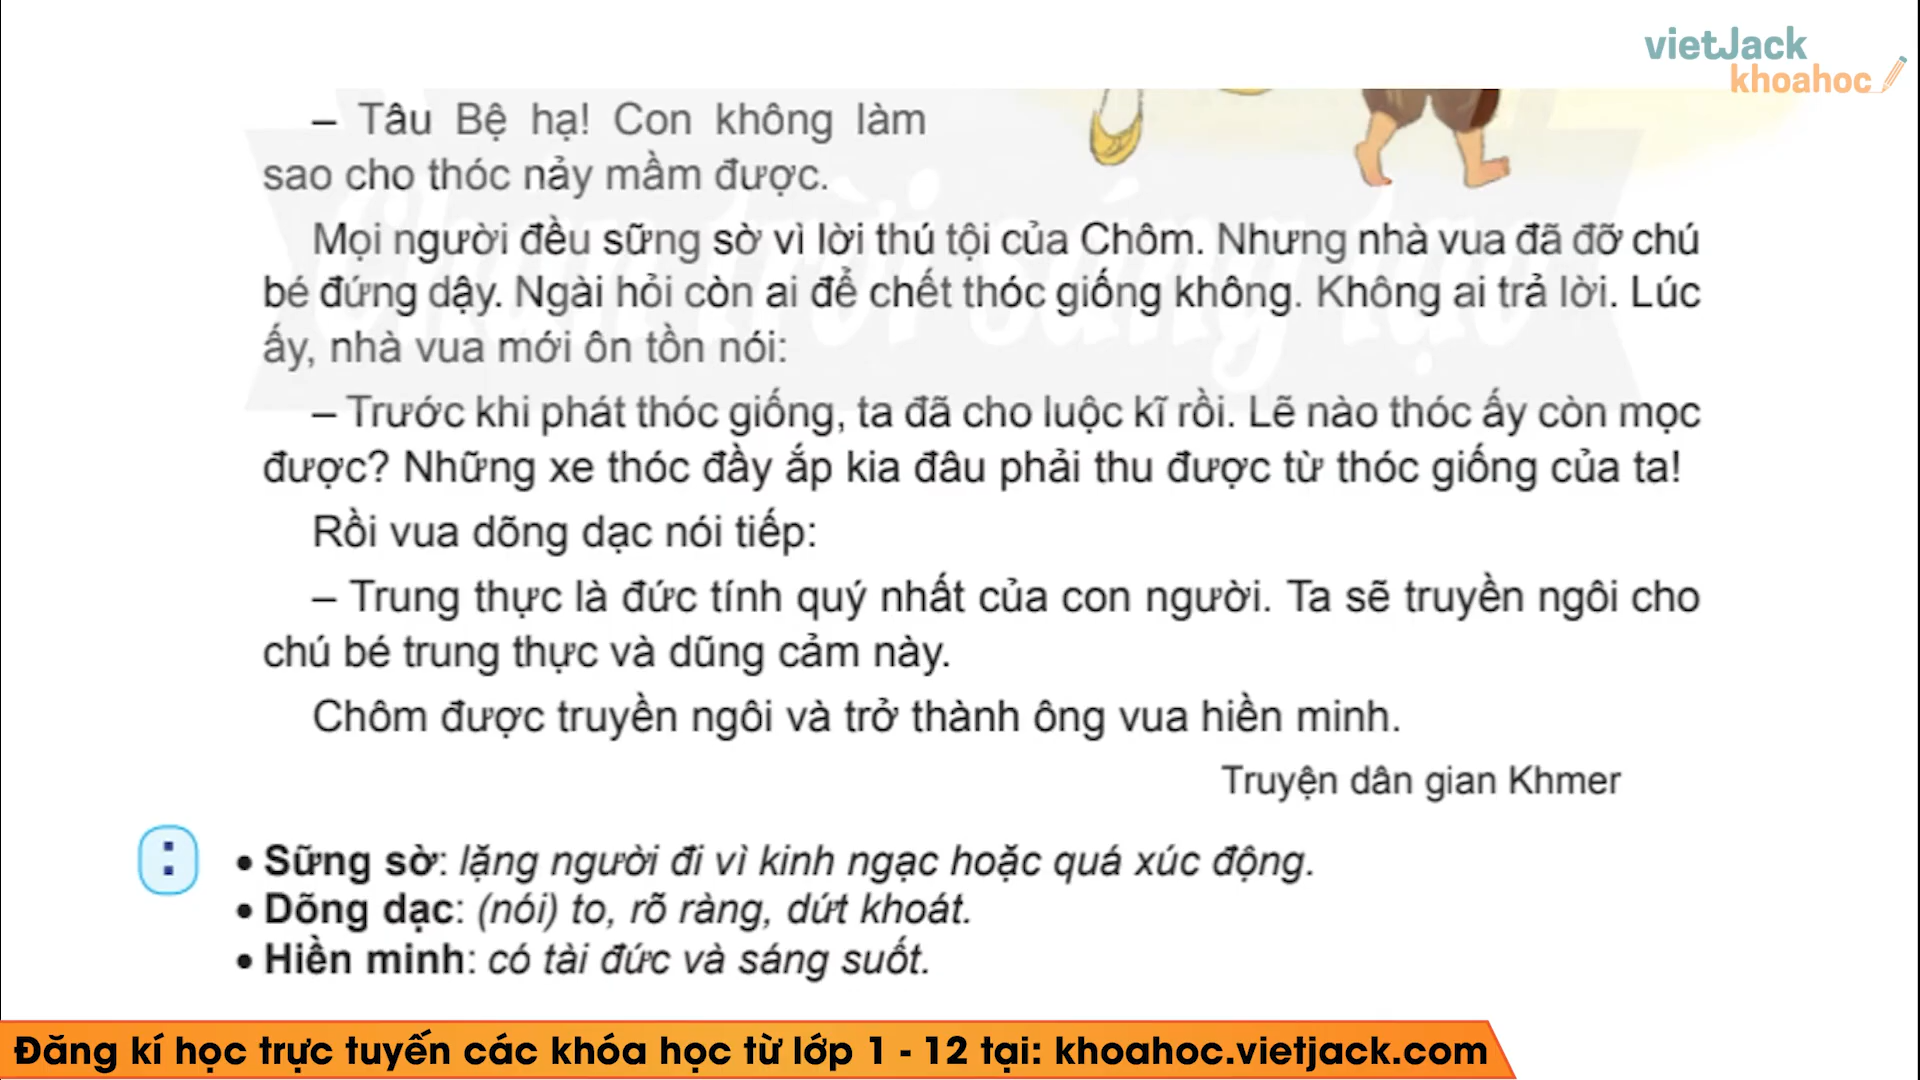 vietJack
khoahoc
– Tâu Bệ hạ! Con không làm
sao cho thóc nảy mầm được.
Mọi người đều sững sờ vì lời thú tội của Chôm. Nhưng nhà vua đã đỡ chú
bé đứng dậy. Ngài hỏi còn ai để chết thóc giống không. Không ai trả lời. Lúc
ấy, nhà vua mới ôn tồn nói:
– Trước khi phát thóc giống, ta đã cho luộc kĩ rồi. Lẽ nào thóc ấy còn mọc
được? Những xe thóc đầy ắp kia đâu phải thu được từ thóc giống của ta!
Rồi vua dõng dạc nói tiếp:
– Trung thực là đức tính quý nhất của con người. Ta sẽ truyền ngôi cho
chú bé trung thực và dũng cảm này.
Chôm được truyền ngôi và trở thành ông vua hiền minh.
Truyện dân gian Khmer
• Sững sờ: lặng người đi vì kinh ngạc hoặc quá xúc động.
• Dõng dạc: (nói) to, rõ ràng, dứt khoát.
• Hiền minh: có tài đức và sáng suốt.
Đăng kí học trực tuyến các khóa học từ lớp 1 - 12 tại: khoahoc.vietjack.com
Chân trời sáng tạo